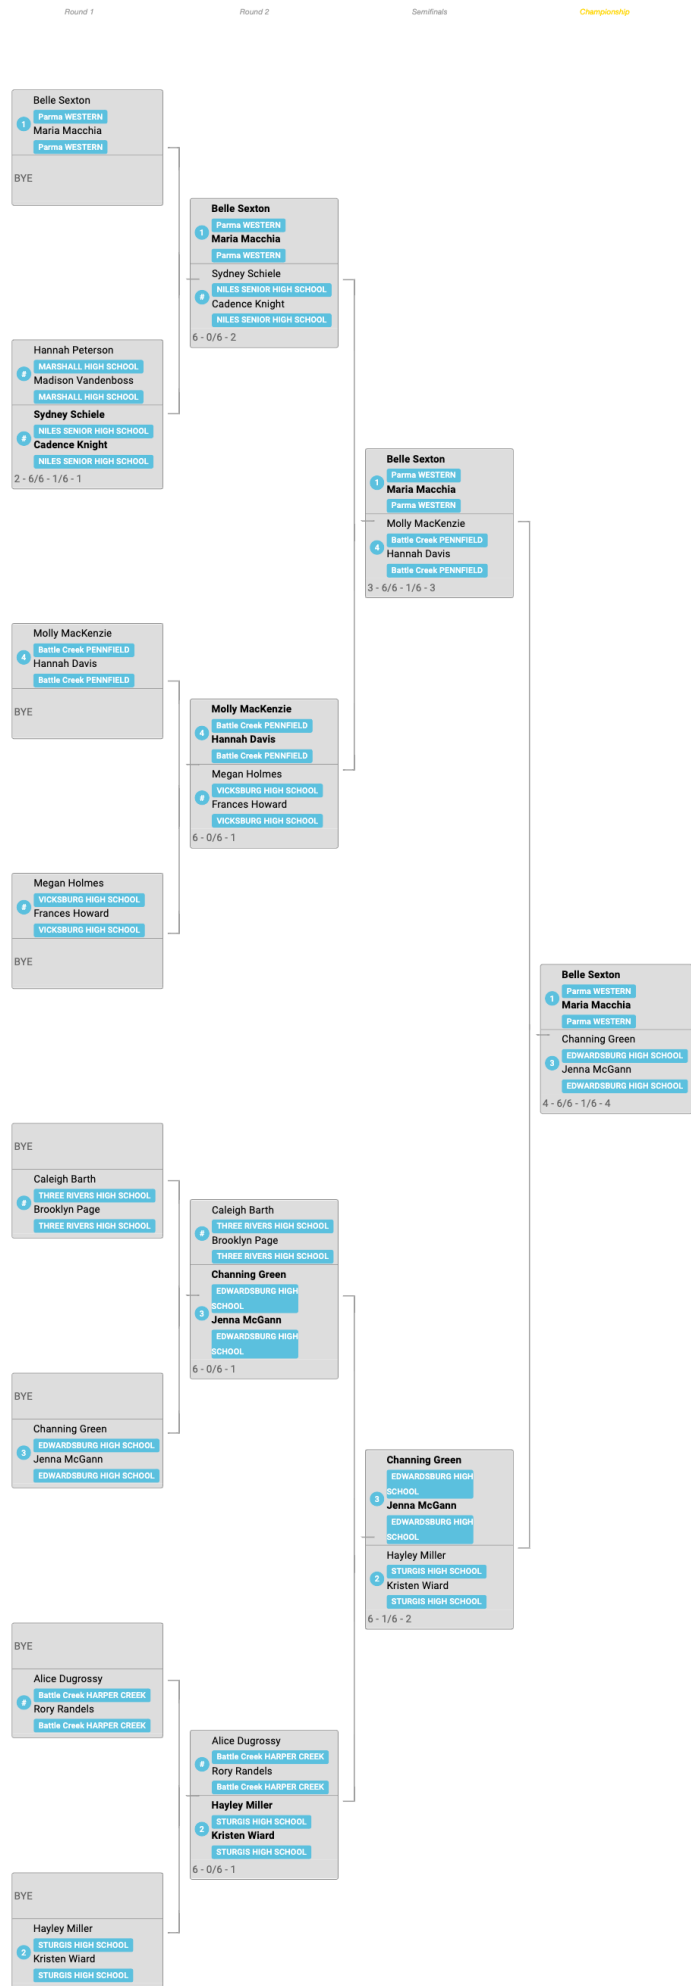 Round 1
Round 2
Semifinals
Championship
Belle Sexton
1
Parma WESTERN
Maria Macchia
Parma WESTERN
BYE
Hannah Peterson
#
MARSHALL HIGH SCHOOL
Madison Vandenboss
MARSHALL HIGH SCHOOL
Sydney Schiele
#
NILES SENIOR HIGH SCHOOL
Cadence Knight
NILES SENIOR HIGH SCHOOL
2 - 6/6 - 1/6 - 1
Molly MacKenzie
4
Battle Creek PENNFIELD
Hannah Davis
Battle Creek PENNFIELD
BYE
Megan Holmes
#
VICKSBURG HIGH SCHOOL
Frances Howard
VICKSBURG HIGH SCHOOL
BYE
BYE
Caleigh Barth
#
THREE RIVERS HIGH SCHOOL
Brooklyn Page
THREE RIVERS HIGH SCHOOL
BYE
Channing Green
3
EDWARDSBURG HIGH SCHOOL
Jenna McGann
EDWARDSBURG HIGH SCHOOL
BYE
Alice Dugrossy
#
Battle Creek HARPER CREEK
Rory Randels
Battle Creek HARPER CREEK
BYE
Hayley Miller
2
STURGIS HIGH SCHOOL
Kristen Wiard
STURGIS HIGH SCHOOL
Belle Sexton
1
Parma WESTERN
Maria Macchia
Parma WESTERN
Sydney Schiele
#
NILES SENIOR HIGH SCHOOL
Cadence Knight
NILES SENIOR HIGH SCHOOL
6 - 0/6 - 2
Molly MacKenzie
4
Battle Creek PENNFIELD
Hannah Davis
Battle Creek PENNFIELD
Megan Holmes
#
VICKSBURG HIGH SCHOOL
Frances Howard
VICKSBURG HIGH SCHOOL
6 - 0/6 - 1
Caleigh Barth
#
THREE RIVERS HIGH SCHOOL
Brooklyn Page
THREE RIVERS HIGH SCHOOL
Channing Green
3
EDWARDSBURG HIGH
SCHOOL
Jenna McGann
EDWARDSBURG HIGH
SCHOOL
6 - 0/6 - 1
Alice Dugrossy
#
Battle Creek HARPER CREEK
Rory Randels
Battle Creek HARPER CREEK
Hayley Miller
2
STURGIS HIGH SCHOOL
Kristen Wiard
STURGIS HIGH SCHOOL
6 - 0/6 - 1
Belle Sexton
1
Parma WESTERN
Maria Macchia
Parma WESTERN
Molly MacKenzie
4
Battle Creek PENNFIELD
Hannah Davis
Battle Creek PENNFIELD
3 - 6/6 - 1/6 - 3
Channing Green
3
EDWARDSBURG HIGH
SCHOOL
Jenna McGann
EDWARDSBURG HIGH
SCHOOL
Hayley Miller
2
STURGIS HIGH SCHOOL
Kristen Wiard
STURGIS HIGH SCHOOL
6 - 1/6 - 2
Belle Sexton
1
Parma WESTERN
Maria Macchia
Parma WESTERN
Channing Green
3
EDWARDSBURG HIGH SCHOOL
Jenna McGann
EDWARDSBURG HIGH SCHOOL
4 - 6/6 - 1/6 - 4